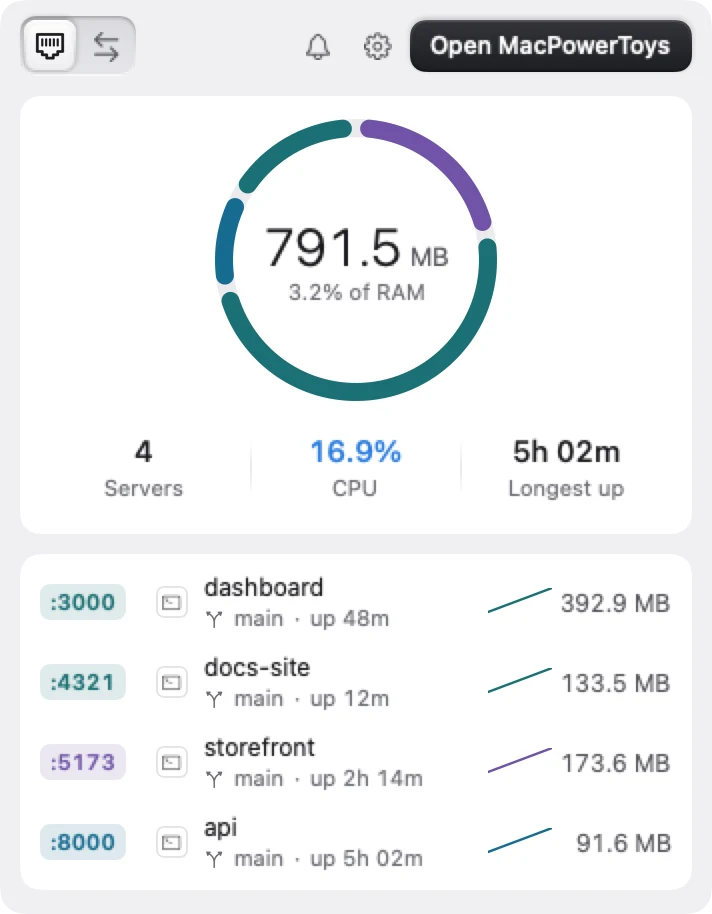 Open MacPowerToys
791.5 MB
3.2% of RAM
4
Servers
16.9%
CPU
5h 02m
Longest up
:3000
dashboard
main · up 48m
392.9 MB
:4321
docs-site
main · up 12m
133.5 MB
:5173
storefront
main · up 2h 14m
173.6 MB
:8000
api
main · up 5h 02m
91.6 MB